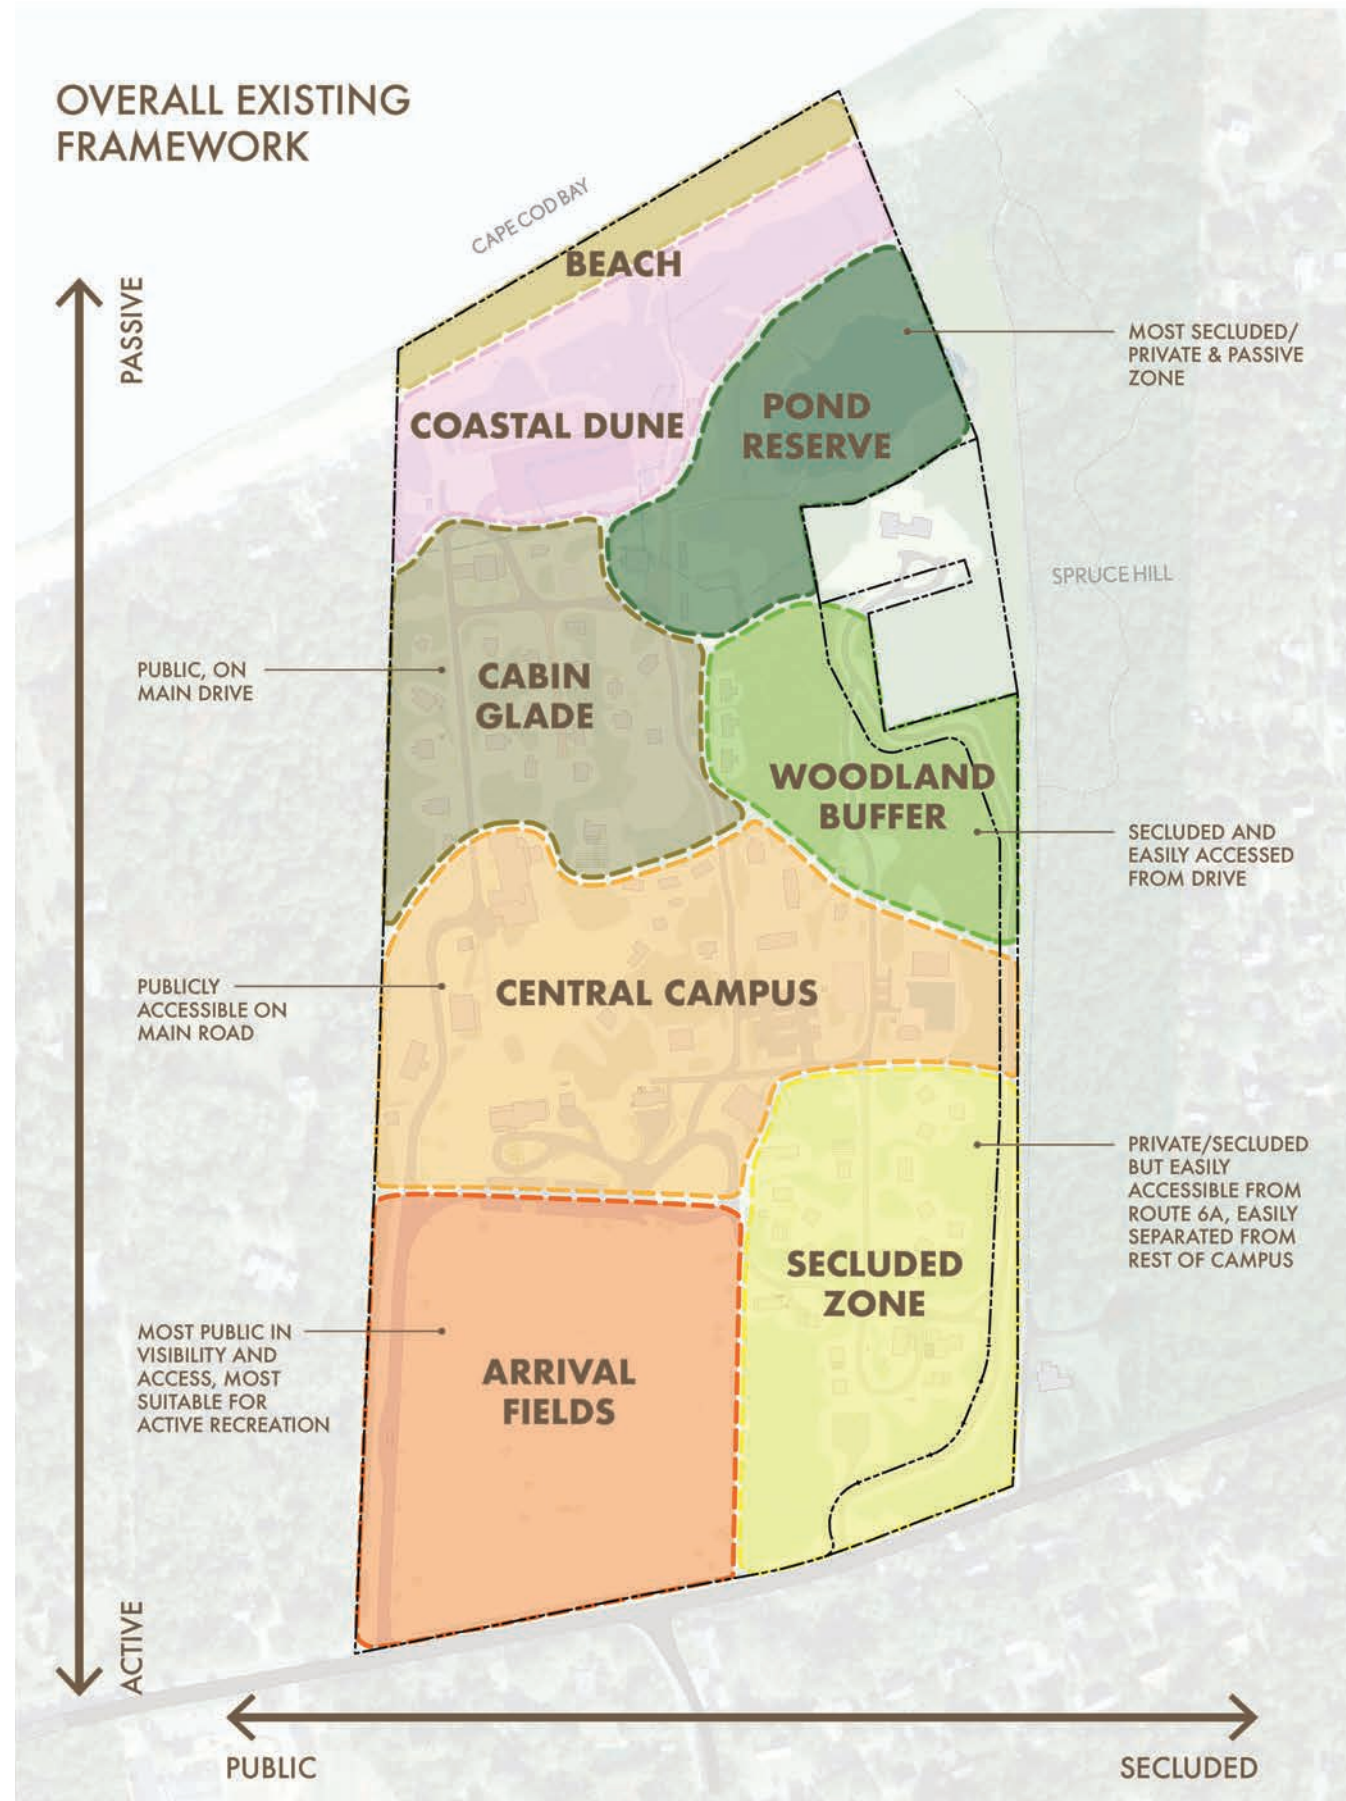 OVERALL EXISTING
FRAMEWORK
CAPE COD BAY
BEACH
PASSIVE
MOST SECLUDED/
PRIVATE & PASSIVE
ZONE
COASTAL DUNE
POND
RESERVE
SPRUCE HILL
PUBLIC, ON
MAIN DRIVE
CABIN
GLADE
WOODLAND
BUFFER
SECLUDED AND
EASILY ACCESSED
FROM DRIVE
PUBLICLY
ACCESSIBLE ON
MAIN ROAD
CENTRAL CAMPUS
PRIVATE/SECLUDED
BUT EASILY
ACCESSIBLE FROM
ROUTE 6A, EASILY
SEPARATED FROM
REST OF CAMPUS
SECLUDED
ZONE
MOST PUBLIC IN
VISIBILITY AND
ACCESS, MOST
SUITABLE FOR
ACTIVE RECREATION
ARRIVAL
FIELDS
ACTIVE
PUBLIC
SECLUDED